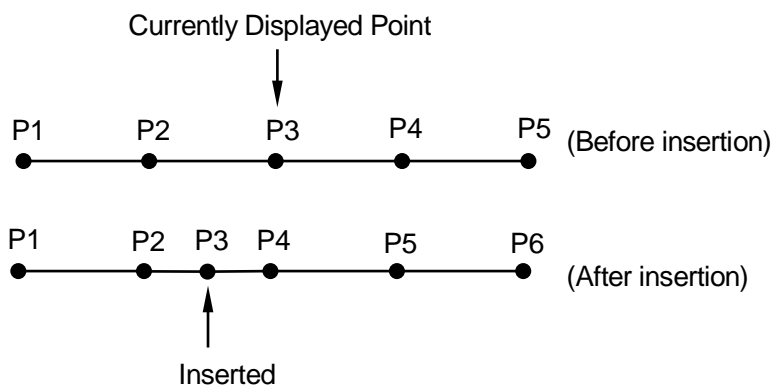 Currently Displayed Point
P1 P2 P3 P4 P5 (Before insertion)
P1 P2 P3 P4 P5 P6 (After insertion)
Inserted